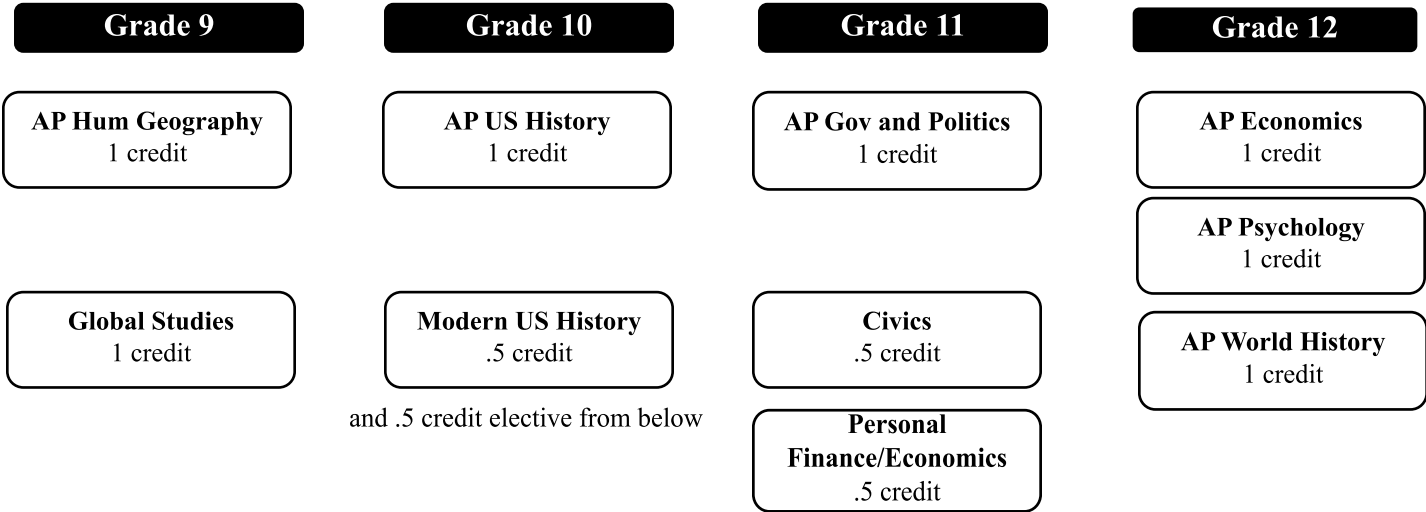 Grade 9
Grade 10
Grade 11
Grade 12
AP Hum Geography
1 credit
AP US History
1 credit
AP Gov and Politics
1 credit
AP Economics
1 credit
AP Psychology
1 credit
Global Studies
1 credit
Modern US History
.5 credit
and .5 credit elective from below
Civics
.5 credit
Personal
Finance/Economics
.5 credit
AP World History
1 credit